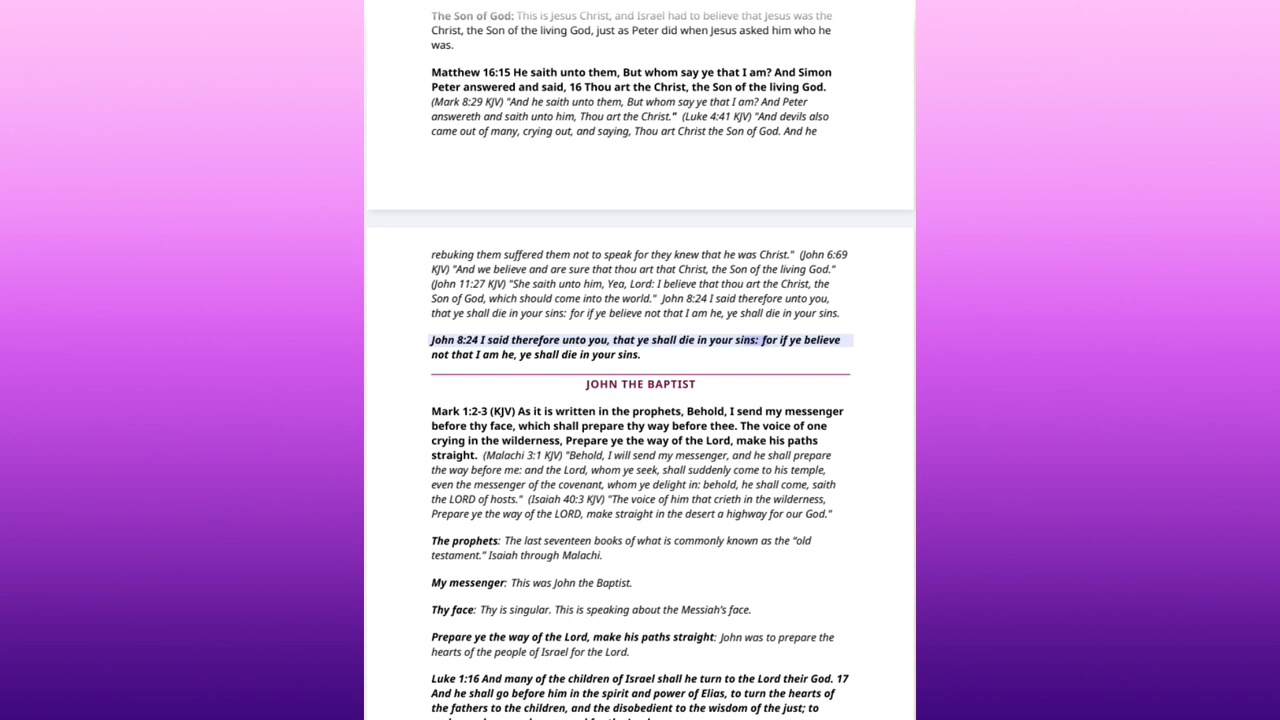 The Son of God: This is Jesus Christ, and Israel had to believe that Jesus was the
Christ, the Son of the living God, just as Peter did when Jesus asked him who he
was.
Matthew 16:15 He saith unto them, But whom say ye that I am? And Simon
Peter answered and said, 16 Thou art the Christ, the Son of the living God.
(Mark 8:29 KJV) "And he saith unto them, But whom say ye that I am? And Peter
answereth and saith unto him, Thou art the Christ." (Luke 4:41 KJV) "And devils also
came out of many, crying out, and saying, Thou art Christ the Son of God. And he
rebuking them suffered them not to speak for they knew that he was Christ." (John 6:69
KJV) "And we believe and are sure that thou art that Christ, the Son of the living God."
(John 11:27 KJV) "She saith unto him, Yea, Lord: I believe that thou art the Christ, the
Son of God, which should come into the world." John 8:24 I said therefore unto you,
that ye shall die in your sins: for if ye believe not that I am he, ye shall die in your sins.
John 8:24 I said therefore unto you, that ye shall die in your sins: for if ye believe
not that I am he, ye shall die in your sins.
JOHN THE BAPTIST
Mark 1:2-3 (KJV) As it is written in the prophets, Behold, I send my messenger
before thy face, which shall prepare thy way before thee. The voice of one
crying in the wilderness, Prepare ye the way of the Lord, make his paths
straight. (Malachi 3:1 KJV) "Behold, I will send my messenger, and he shall prepare
the way before me: and the Lord, whom ye seek, shall suddenly come to his temple,
even the messenger of the covenant, whom ye delight in: behold, he shall come, saith
the LORD of hosts." (Isaiah 40:3 KJV) "The voice of him that crieth in the wilderness,
Prepare ye the way of the LORD, make straight in the desert a highway for our God."
The prophets: The last seventeen books of what is commonly known as the “old
testament.” Isaiah through Malachi.
My messenger: This was John the Baptist.
Thy face: Thy is singular. This is speaking about the Messiah's face.
Prepare ye the way of the Lord, make his paths straight: John was to prepare the
hearts of the people of Israel for the Lord.
Luke 1:16 And many of the children of Israel shall he turn to the Lord their God. 17
And he shall go before him in the spirit and power of Elias, to turn the hearts of
the fathers to the children, and the disobedient to the wisdom of the just; to